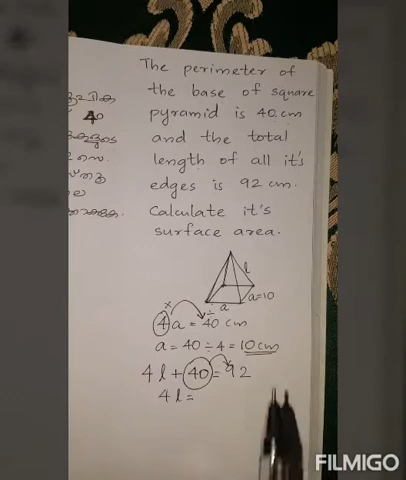 The perimeter of
the base of square
pyramid is 40 cm
and the total
length of all it's
edges is 92 cm.
Calculate it's
surface area.
40
l
a=10
a
×
÷
4a = 40 cm
a = 40 ÷ 4 = 10cm
4l + 40 = 92
4l =
FILMIGO